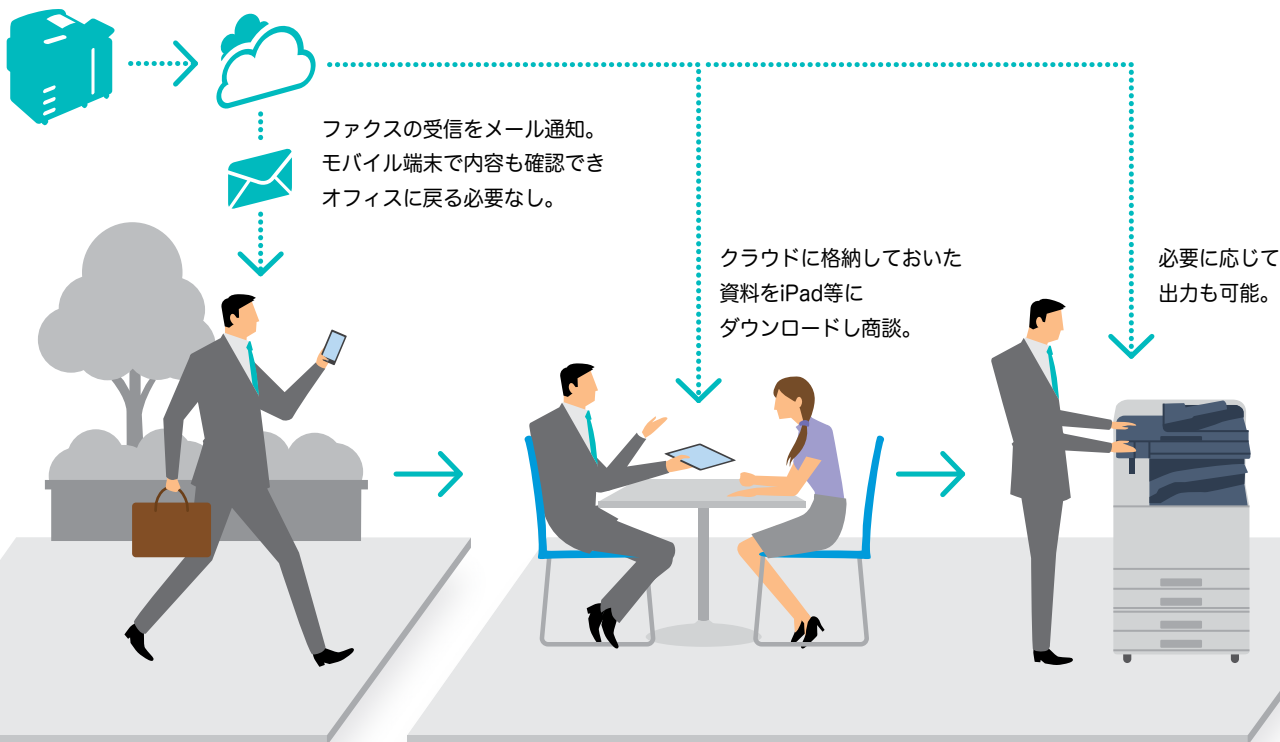 ファクスの受信をメール通知。
モバイル端末で内容も確認でき
オフィスに戻る必要なし。
クラウドに格納しておいた
資料をiPad等に
ダウンロードし商談。
必要に応じて
出力も可能。